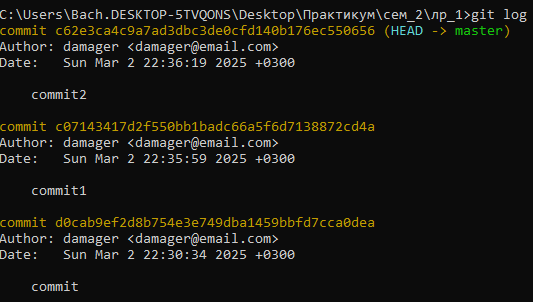 C:\Users\Bach.DESKTOP-5TVQONS\Desktop\Практикум\сем_2\лр_1>git log
commit c62e3ca4c9a7ad3dbc3de0cfd140b176ec550656 (HEAD -> master)
Author: damager <damager@email.com>
Date:   Sun Mar 2 22:36:19 2025 +0300
commit2
commit c07143417d2f550bb1badc66a5f6d7138872cd4a
Author: damager <damager@email.com>
Date:   Sun Mar 2 22:35:59 2025 +0300
commit1
commit d0cab9ef2d8b754e3e749dba1459bbfd7cca0dea
Author: damager <damager@email.com>
Date:   Sun Mar 2 22:30:34 2025 +0300
commit